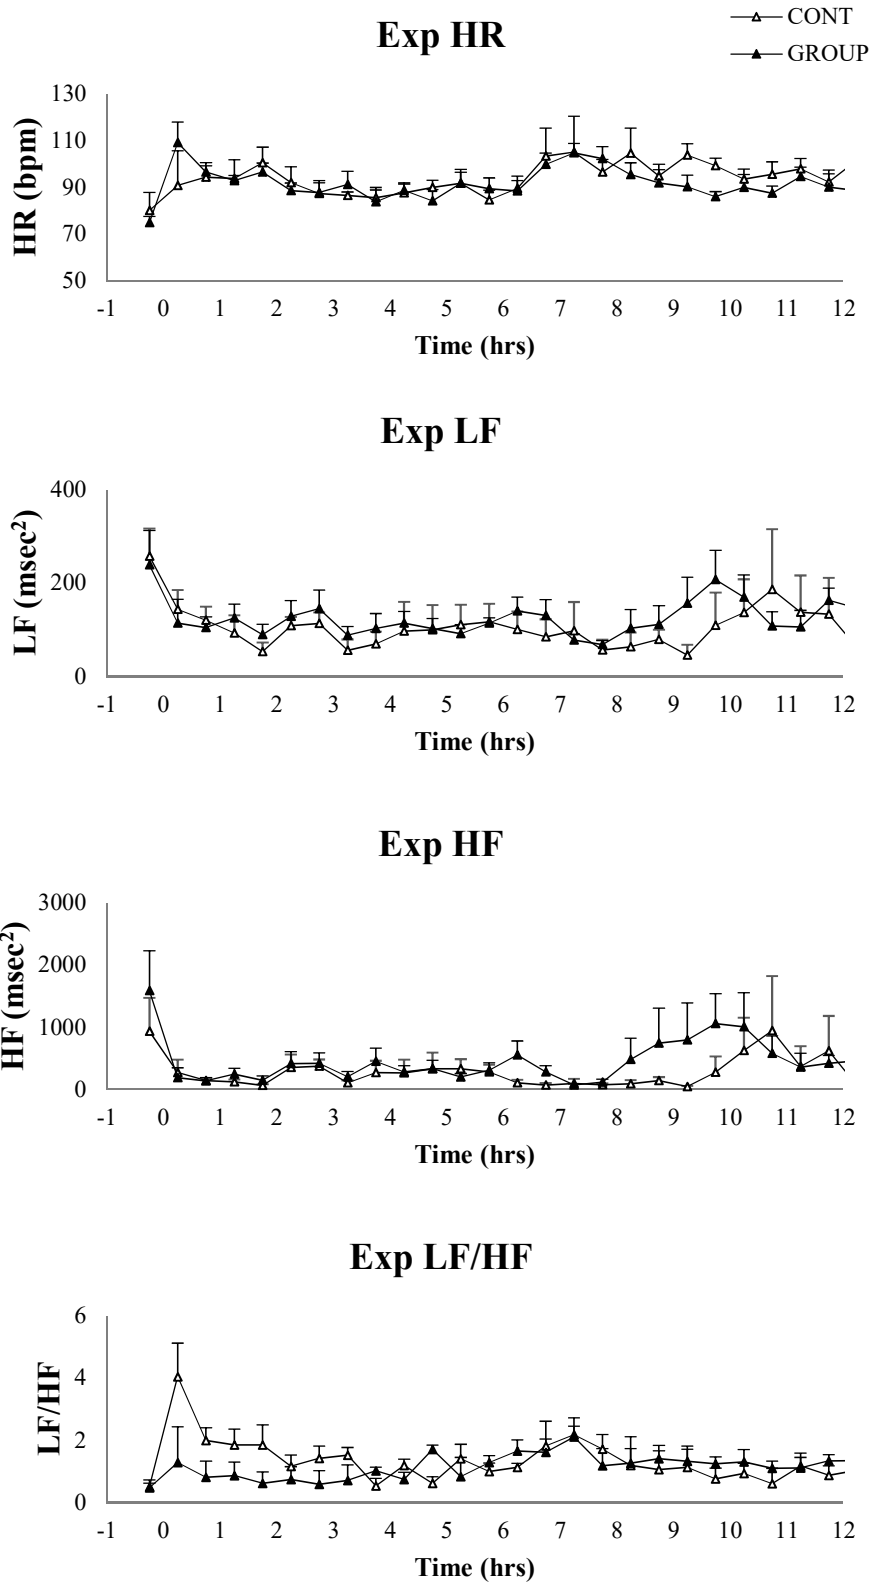 CONT
GROUP
Exp HR
HR (bpm)
130
110
90
70
50
-1 0 1 2 3 4 5 6 7 8 9 10 11 12
Time (hrs)
Exp LF
LF (msec²)
400
200
0
-1 0 1 2 3 4 5 6 7 8 9 10 11 12
Time (hrs)
Exp HF
HF (msec²)
3000
2000
1000
0
-1 0 1 2 3 4 5 6 7 8 9 10 11 12
Time (hrs)
Exp LF/HF
LF/HF
6
4
2
0
-1 0 1 2 3 4 5 6 7 8 9 10 11 12
Time (hrs)